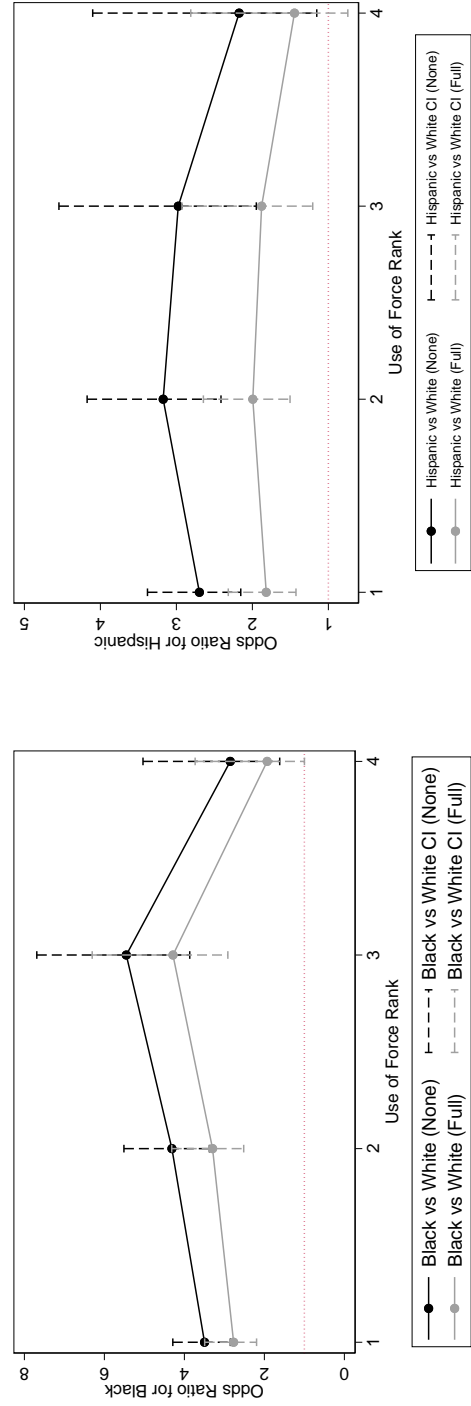 Odds Ratio for Black
0 2 4 6 8
1 2 3 4
Use of Force Rank
Black vs White (None) Black vs White CI (None)
Black vs White (Full) Black vs White CI (Full)
Odds Ratio for Hispanic
1 2 3 4 5
1 2 3 4
Use of Force Rank
Hispanic vs White (None) Hispanic vs White CI (None)
Hispanic vs White (Full) Hispanic vs White CI (Full)